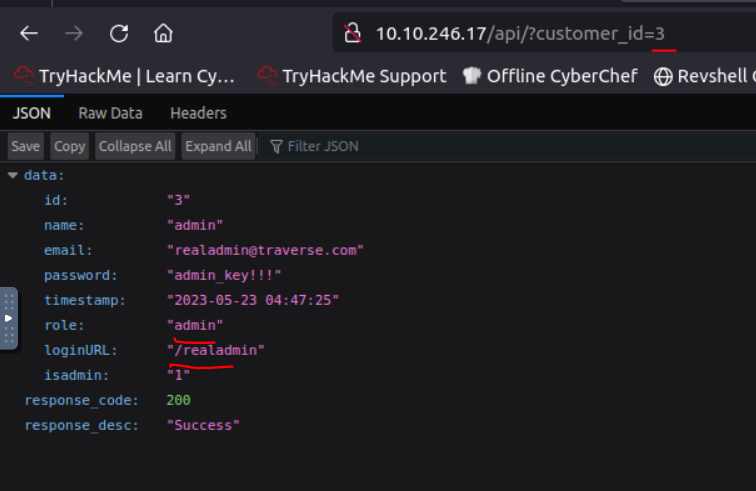 10.10.246.17/api/?customer_id=3
TryHackMe | Learn Cy... TryHackMe Support Offline CyberChef Revshell
JSON Raw Data Headers
Save Copy Collapse All Expand All Filter JSON
data:
id: "3"
name: "admin"
email: "realadmin@traverse.com"
password: "admin_key!!!"
timestamp: "2023-05-23 04:47:25"
role: "admin"
loginURL: "/realadmin"
isadmin: "1"
response_code: 200
response_desc: "Success"